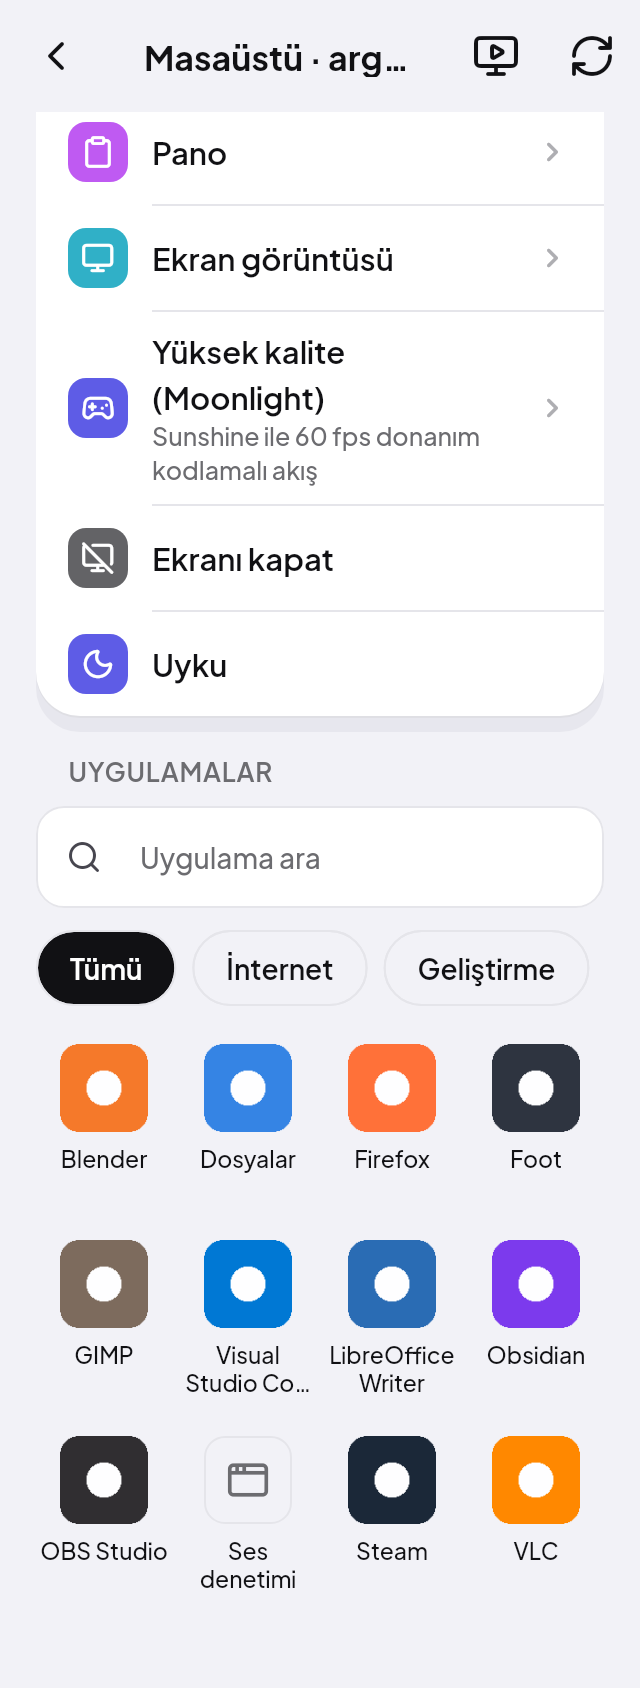 Masaüstü · arg…
Pano
Ekran görüntüsü
Yüksek kalite
(Moonlight)
Sunshine ile 60 fps donanım
kodlamalı akış
Ekranı kapat
Uyku
UYGULAMALAR
Uygulama ara
Tümü
İnternet
Geliştirme
Blender
Dosyalar
Firefox
Foot
GIMP
Visual
Studio Co…
LibreOffice
Writer
Obsidian
OBS Studio
Ses
denetimi
Steam
VLC